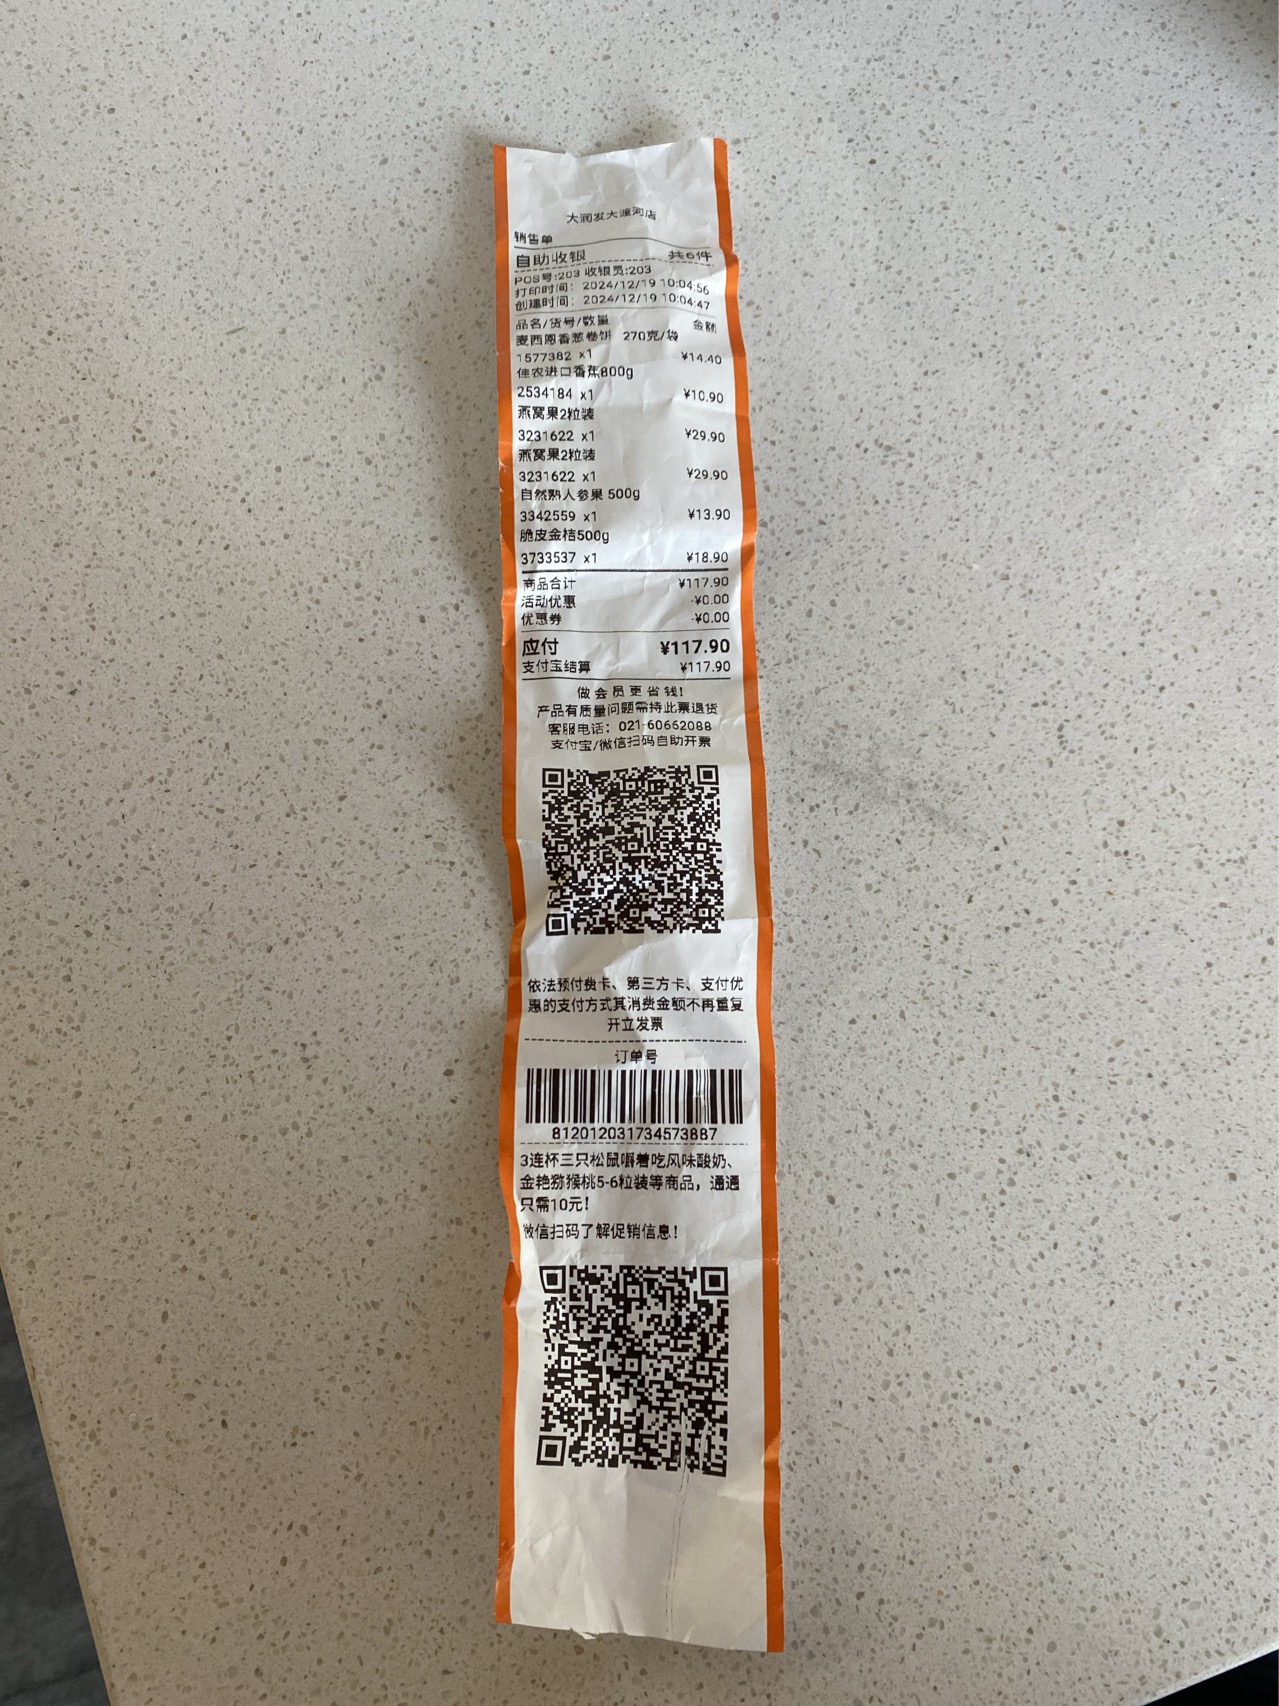 大润发大渡河店
销售单
自助收银 共6件
POS号:203 收银员:203
打印时间: 2024/12/19 10:04:56
创建时间: 2024/12/19 10:04:47
品名/货号/数量 金额
麦西恩香葱卷饼 270克/袋
1577382 x1 ¥14.40
佳农进口香蕉800g
2534184 x1 ¥10.90
燕窝果2粒装
3231622 x1 ¥29.90
燕窝果2粒装
3231622 x1 ¥29.90
自然熟人参果 500g
3342559 x1 ¥13.90
脆皮金桔500g
3733537 x1 ¥18.90
商品合计 ¥117.90
活动优惠 -¥0.00
优惠券 -¥0.00
应付 ¥117.90
支付宝结算 ¥117.90
做会员更省钱!
产品有质量问题需持此票退货
客服电话: 021-60662088
支付宝/微信扫码自助开票
依法预付费卡、第三方卡、支付优
惠的支付方式其消费金额不再重复
开立发票
订单号
812012031734573887
3连杯三只松鼠嚼着吃风味酸奶、
金艳猕猴桃5-6粒装等商品，通通
只需10元!
微信扫码了解促销信息!